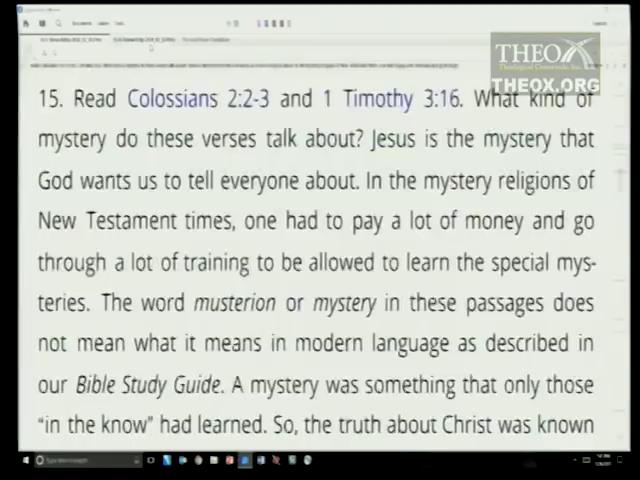 THEOX
THEOX.ORG
15. Read Colossians 2:2-3 and 1 Timothy 3:16. What kind of
mystery do these verses talk about? Jesus is the mystery that
God wants us to tell everyone about. In the mystery religions of
New Testament times, one had to pay a lot of money and go
through a lot of training to be allowed to learn the special mys-
teries. The word musterion or mystery in these passages does
not mean what it means in modern language as described in
our Bible Study Guide. A mystery was something that only those
“in the know” had learned. So, the truth about Christ was known